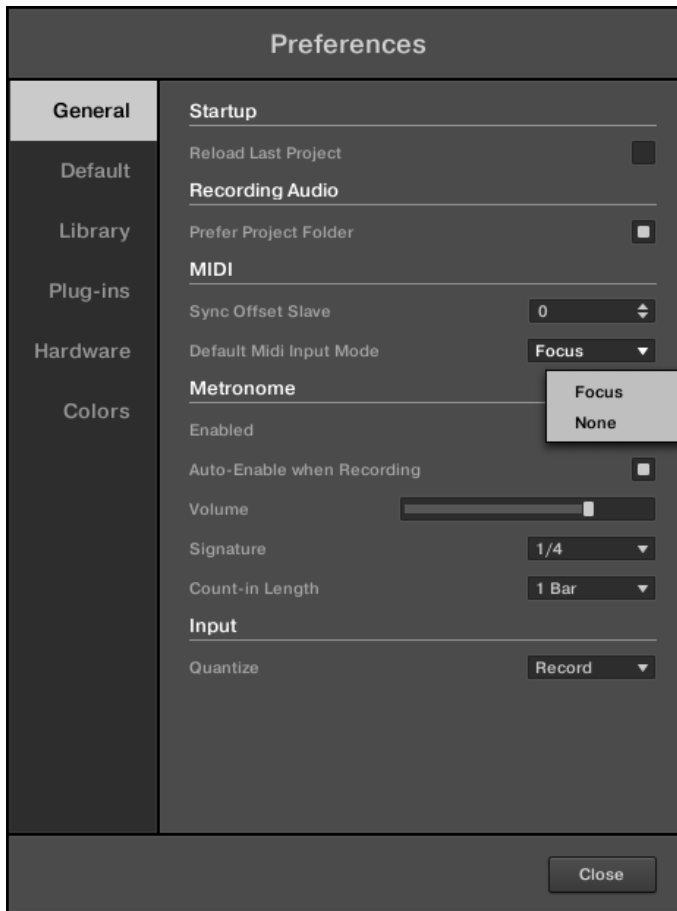 Preferences
General
Default
Library
Plug-ins
Hardware
Colors
Startup
Reload Last Project
Recording Audio
Prefer Project Folder
MIDI
Sync Offset Slave 0
Default Midi Input Mode Focus
Focus
None
Metronome
Enabled
Auto-Enable when Recording
Volume
Signature 1/4
Count-in Length 1 Bar
Input
Quantize Record
Close